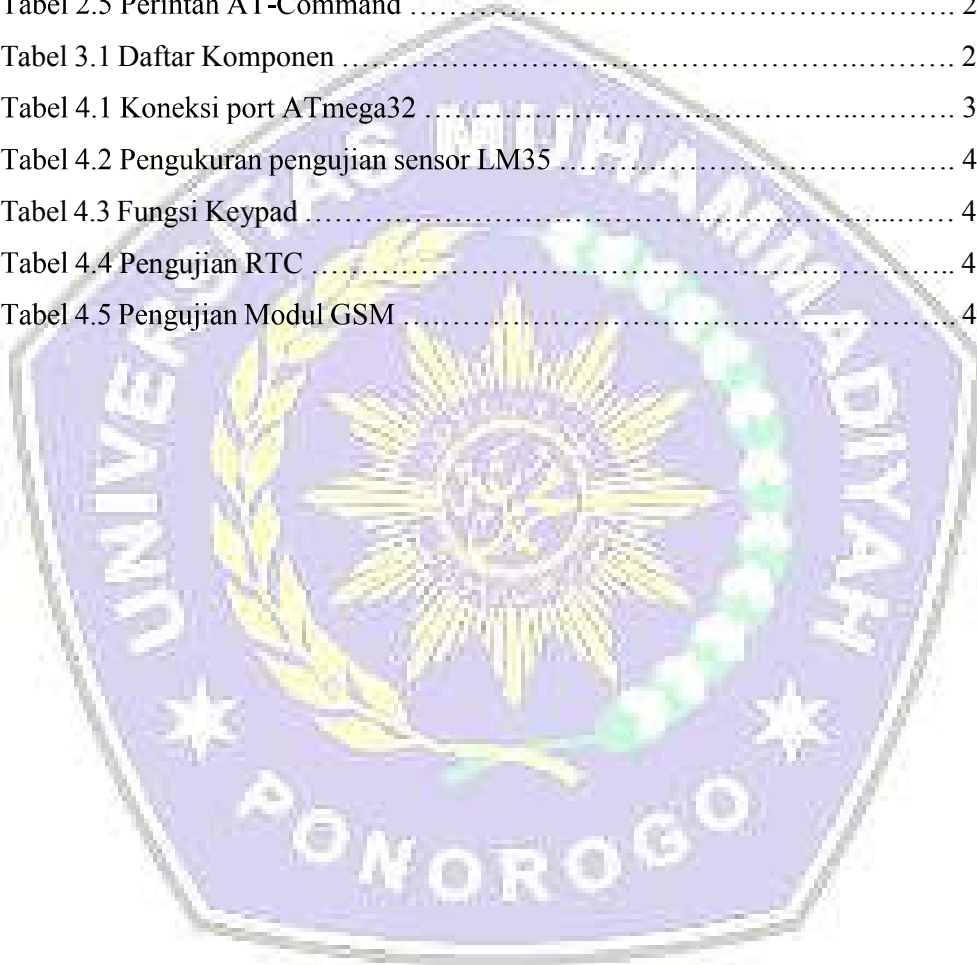 Tabel 2.5 Perintah AT-Command ……………………………………………. 2
Tabel 3.1 Daftar Komponen …………………………………………..………. 2
Tabel 4.1 Koneksi port ATmega32 …………………………………...……… 3
Tabel 4.2 Pengukuran pengujian sensor LM35 ……………………………… 4
Tabel 4.3 Fungsi Keypad ……………………………………………...…… 4
Tabel 4.4 Pengujian RTC …………………………………………………….. 4
Tabel 4.5 Pengujian Modul GSM ……………………………………………. 4
UNIVERSITAS MUHAMMADIYAH
PONOROGO